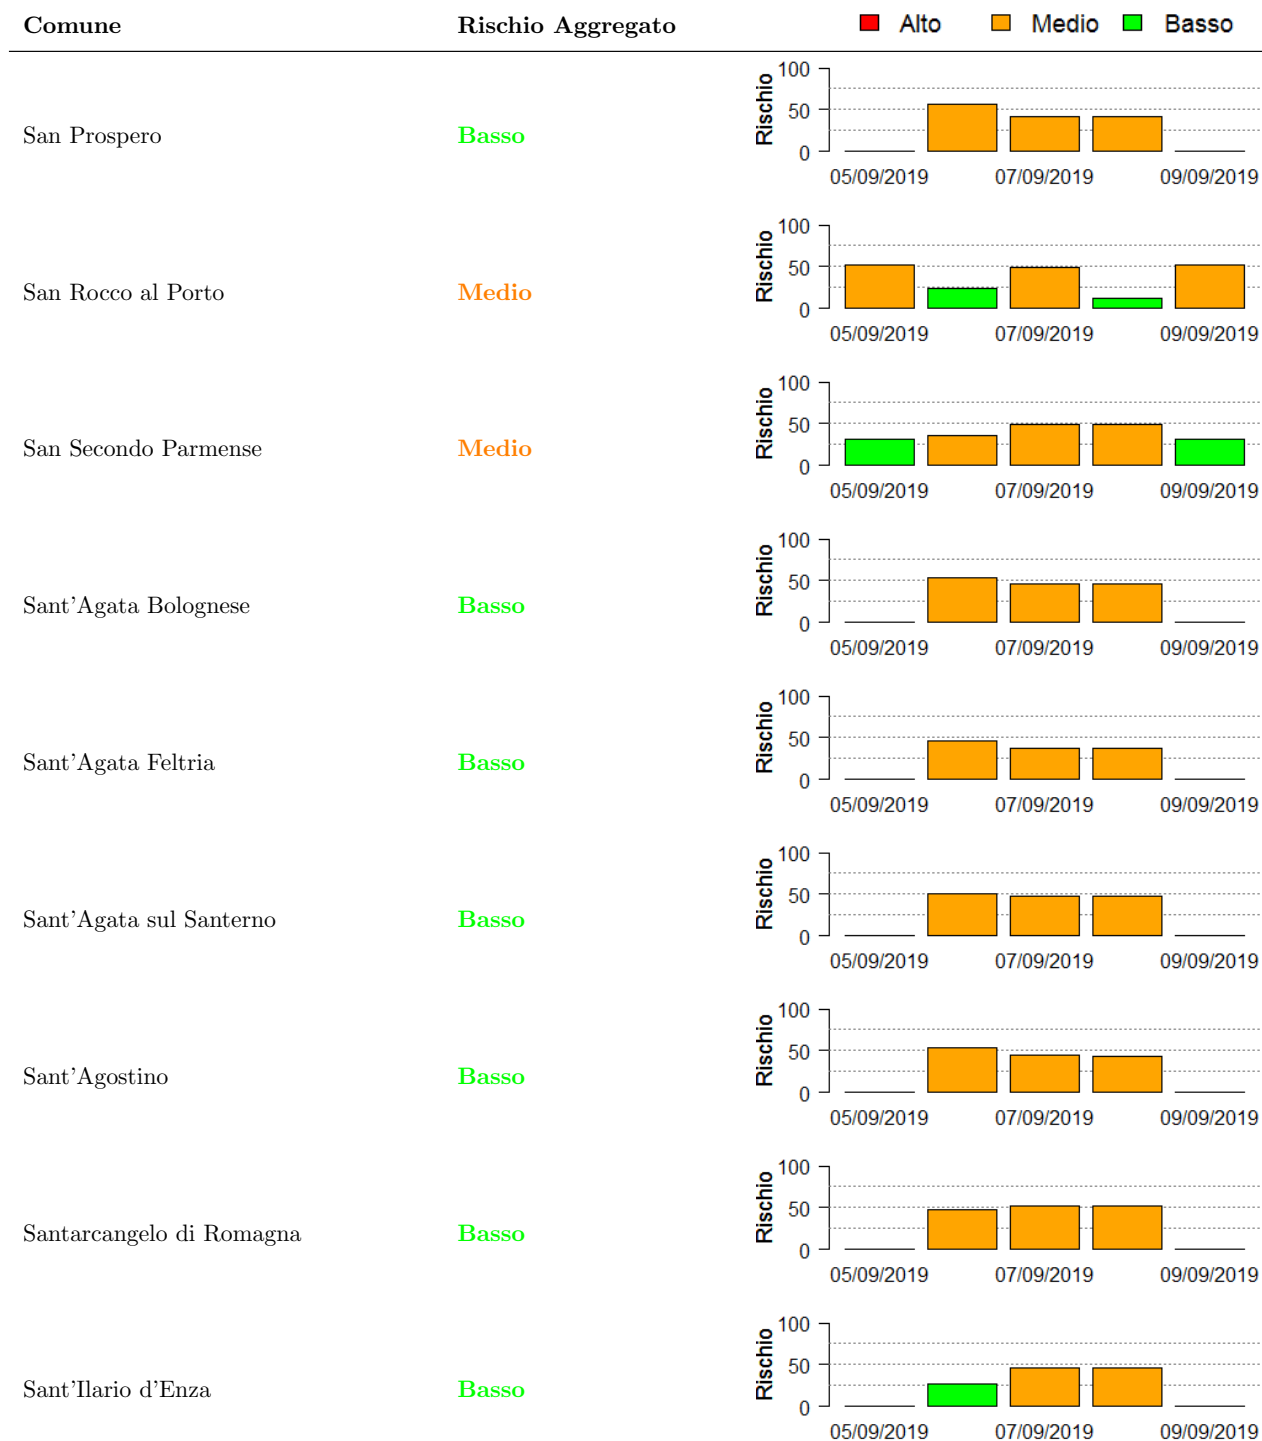 Comune Rischio Aggregato Alto Medio Basso
San Prospero Basso
Rischio
100
50
0
05/09/2019 07/09/2019 09/09/2019
San Rocco al Porto Medio
Rischio
100
50
0
05/09/2019 07/09/2019 09/09/2019
San Secondo Parmense Medio
Rischio
100
50
0
05/09/2019 07/09/2019 09/09/2019
Sant'Agata Bolognese Basso
Rischio
100
50
0
05/09/2019 07/09/2019 09/09/2019
Sant'Agata Feltria Basso
Rischio
100
50
0
05/09/2019 07/09/2019 09/09/2019
Sant'Agata sul Santerno Basso
Rischio
100
50
0
05/09/2019 07/09/2019 09/09/2019
Sant'Agostino Basso
Rischio
100
50
0
05/09/2019 07/09/2019 09/09/2019
Santarcangelo di Romagna Basso
Rischio
100
50
0
05/09/2019 07/09/2019 09/09/2019
Sant'Ilario d'Enza Basso
Rischio
100
50
0
05/09/2019 07/09/2019 09/09/2019